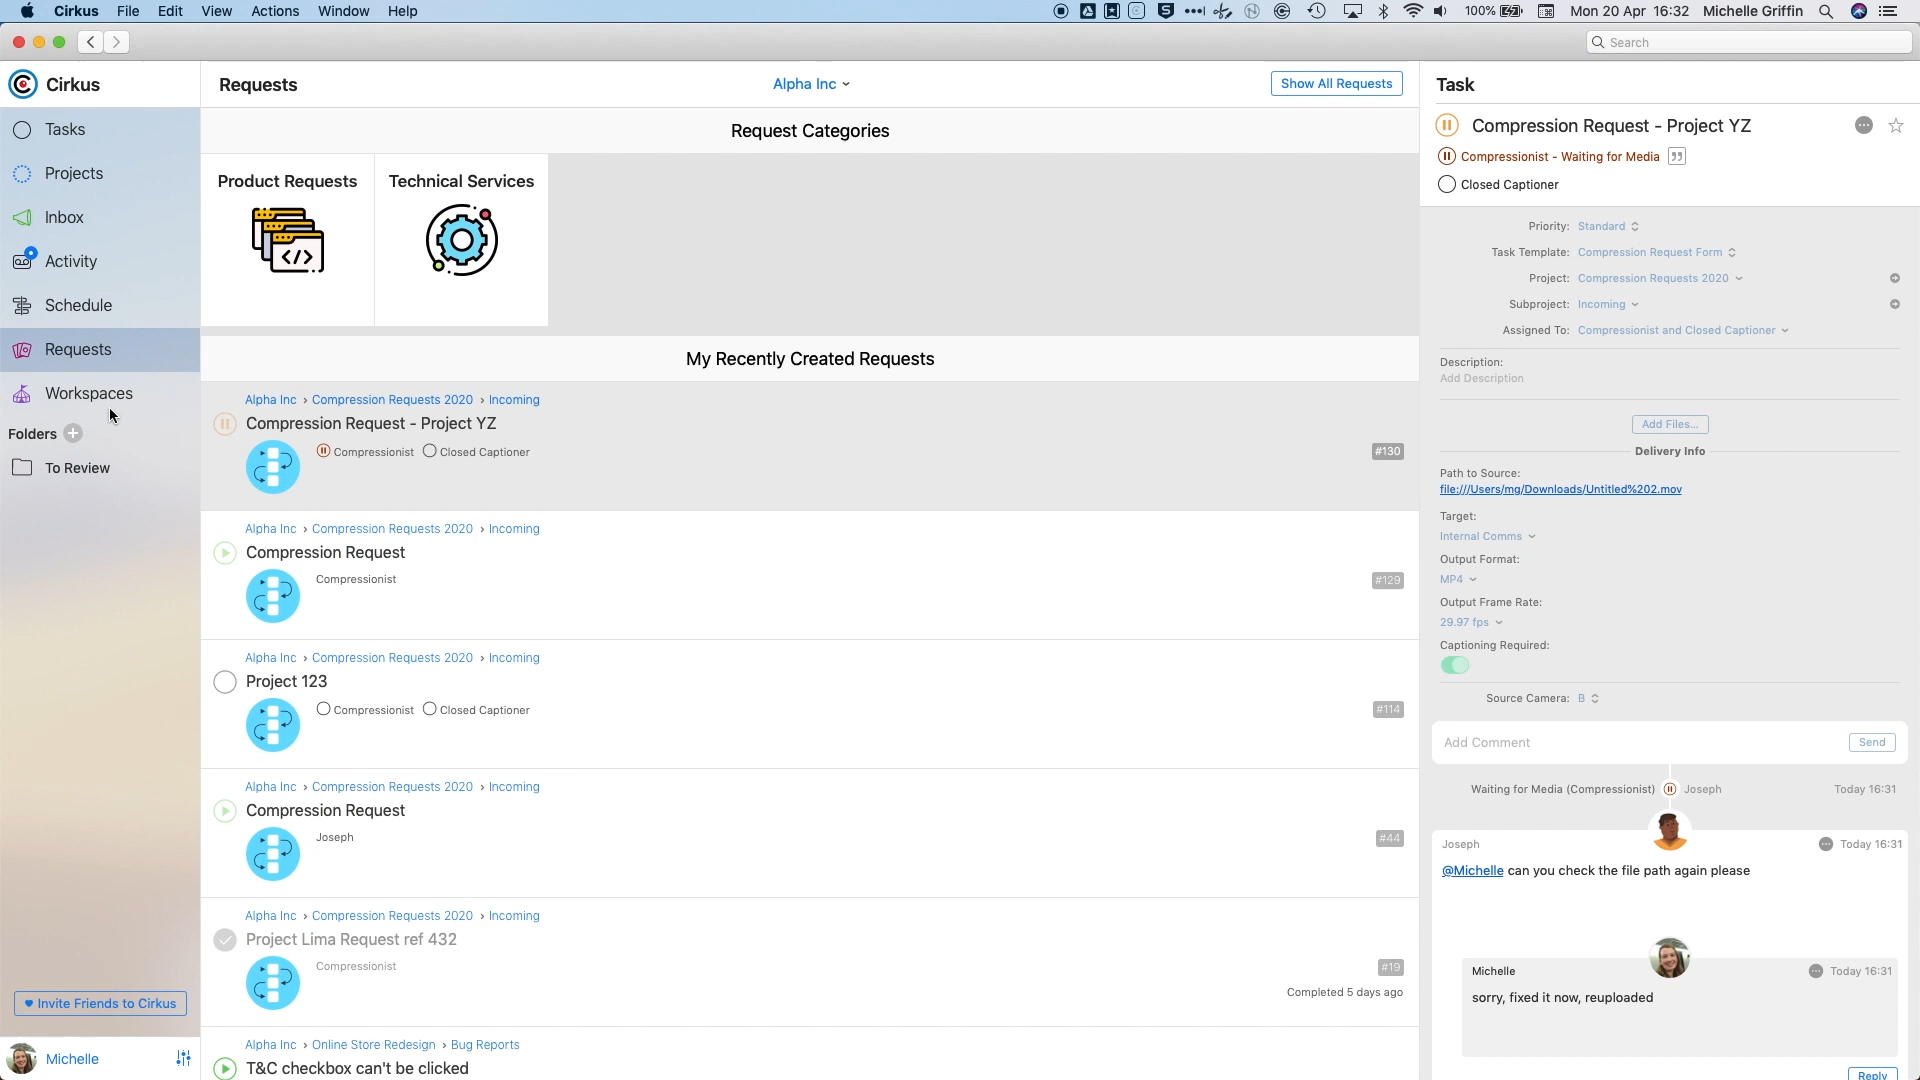 Cirkus File Edit View Actions Window Help
100% Mon 20 Apr 16:32 Michelle Griffin
Search
Cirkus
Tasks
Projects
Inbox
Activity
Schedule
Requests
Workspaces
Folders
To Review
Invite Friends to Cirkus
Michelle
Requests
Alpha Inc
Show All Requests
Request Categories
Product Requests
Technical Services
My Recently Created Requests
Alpha Inc › Compression Requests 2020 › Incoming
Compression Request - Project YZ
Compressionist Closed Captioner
#130
Alpha Inc › Compression Requests 2020 › Incoming
Compression Request
Compressionist
#129
Alpha Inc › Compression Requests 2020 › Incoming
Project 123
Compressionist Closed Captioner
#114
Alpha Inc › Compression Requests 2020 › Incoming
Compression Request
Joseph
#44
Alpha Inc › Compression Requests 2020 › Incoming
Project Lima Request ref 432
Compressionist
#19
Completed 5 days ago
Alpha Inc › Online Store Redesign › Bug Reports
T&C checkbox can't be clicked
Task
Compression Request - Project YZ
Compressionist - Waiting for Media
Closed Captioner
Priority: Standard
Task Template: Compression Request Form
Project: Compression Requests 2020
Subproject: Incoming
Assigned To: Compressionist and Closed Captioner
Description:
Add Description
Add Files...
Delivery Info
Path to Source:
file:///Users/mg/Downloads/Untitled%202.mov
Target:
Internal Comms
Output Format:
MP4
Output Frame Rate:
29.97 fps
Captioning Required:
Source Camera: B
Add Comment
Send
Waiting for Media (Compressionist) Joseph Today 16:31
Joseph Today 16:31
@Michelle can you check the file path again please
Michelle Today 16:31
sorry, fixed it now, reuploaded
Reply